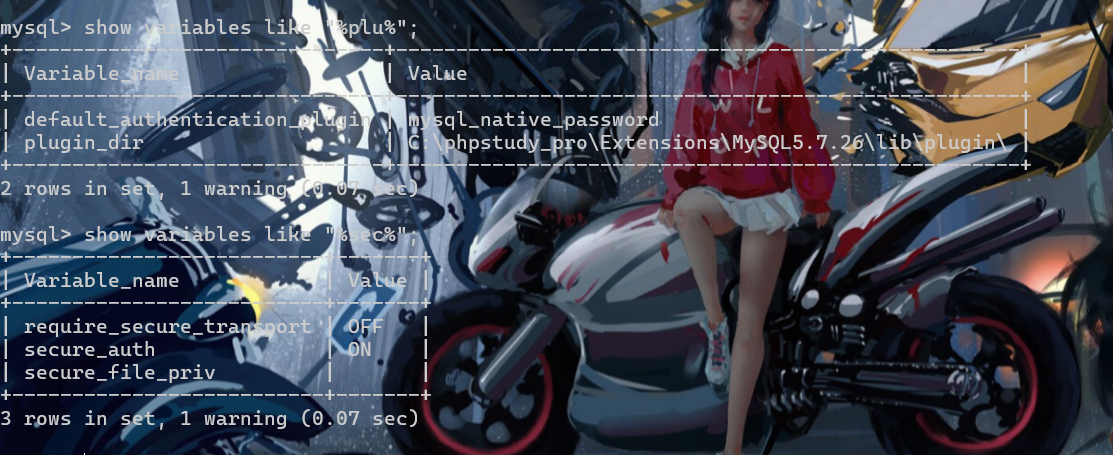 mysql> show variables like "%plu%";
+-------------------------------+----------------------------------------------------+
| Variable_name                 | Value                                              |
+-------------------------------+----------------------------------------------------+
| default_authentication_plugin | mysql_native_password                              |
| plugin_dir                    | C:\phpstudy_pro\Extensions\MySQL5.7.26\lib\plugin\ |
+-------------------------------+----------------------------------------------------+
2 rows in set, 1 warning (0.07 sec)
mysql> show variables like "%sec%";
+--------------------------+-------+
| Variable_name            | Value |
+--------------------------+-------+
| require_secure_transport | OFF   |
| secure_auth              | ON    |
| secure_file_priv         |       |
+--------------------------+-------+
3 rows in set, 1 warning (0.07 sec)
W L